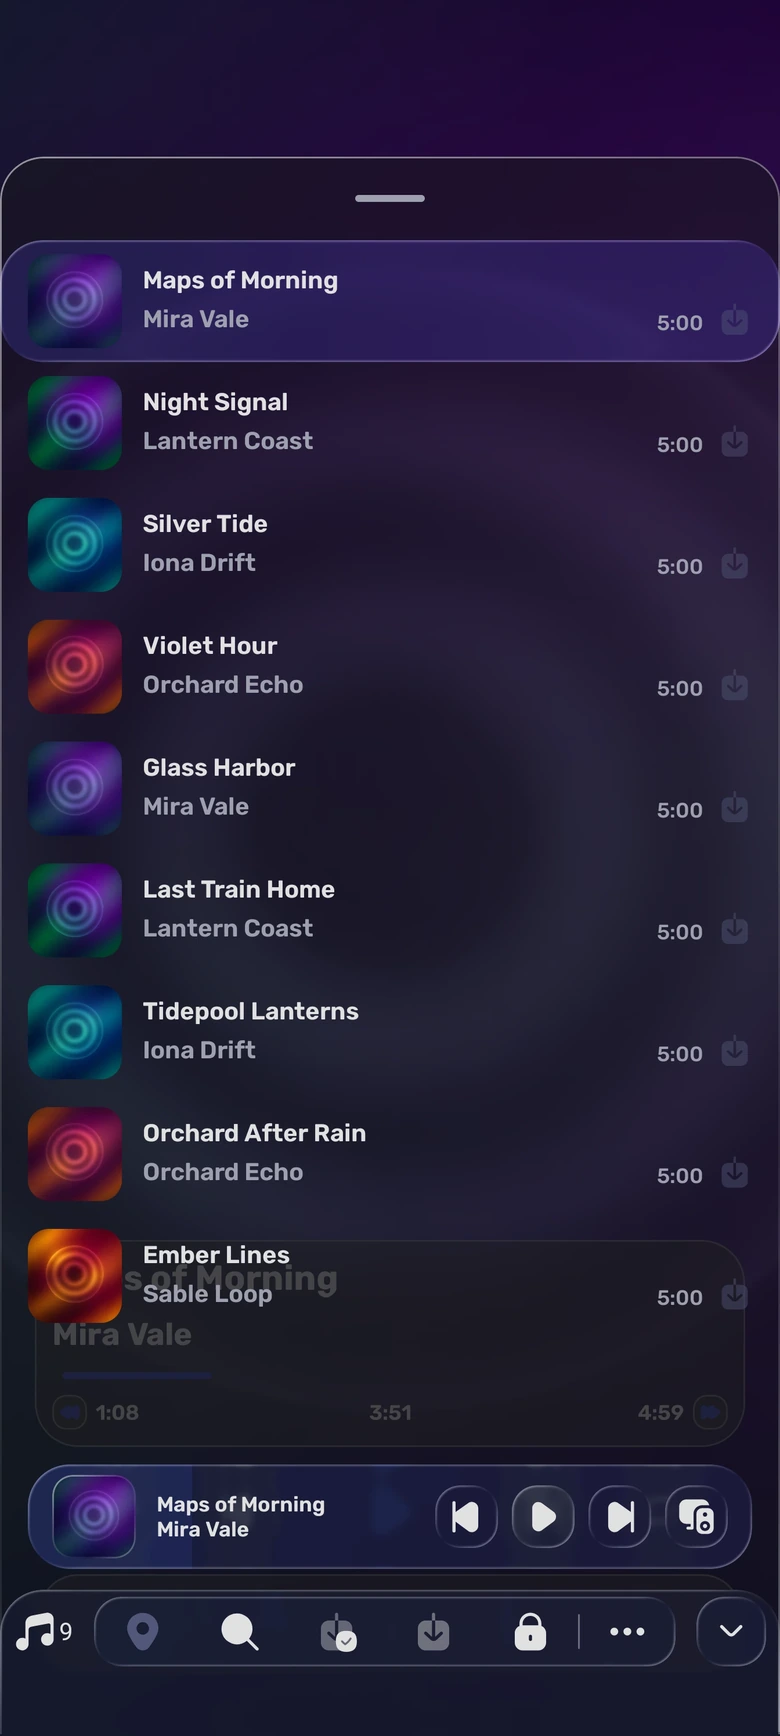 Maps of Morning
Mira Vale
5:00
Night Signal
Lantern Coast
5:00
Silver Tide
Iona Drift
5:00
Violet Hour
Orchard Echo
5:00
Glass Harbor
Mira Vale
5:00
Last Train Home
Lantern Coast
5:00
Tidepool Lanterns
Iona Drift
5:00
Orchard After Rain
Orchard Echo
5:00
Ember Lines
s of Morning
Sable Loop
5:00
Mira Vale
1:08 3:51 4:59
Maps of Morning
Mira Vale
9